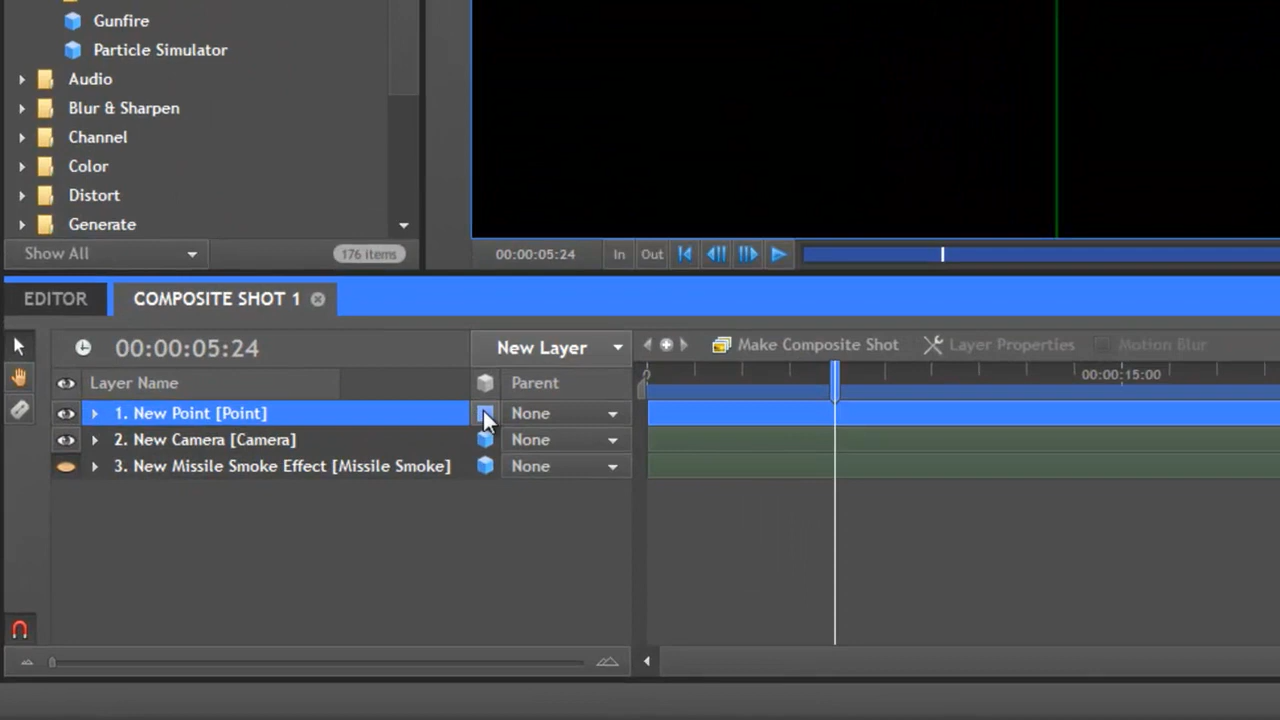 Gunfire
Particle Simulator
Audio
Blur & Sharpen
Channel
Color
Distort
Generate
Show All
176 items
00:00:05:24
In
Out
EDITOR
COMPOSITE SHOT 1
00:00:05:24
New Layer
Make Composite Shot
Layer Properties
Motion Blur
Layer Name
Parent
0
00:00:15:00
1. New Point [Point]
None
2. New Camera [Camera]
None
3. New Missile Smoke Effect [Missile Smoke]
None